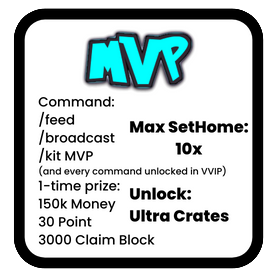 MVP
Command:
/feed
/broadcast
/kit MVP
(and every command unlocked in VVIP)
1-time prize:
150k Money
30 Point
3000 Claim Block
Max SetHome:
10x
Unlock:
Ultra Crates